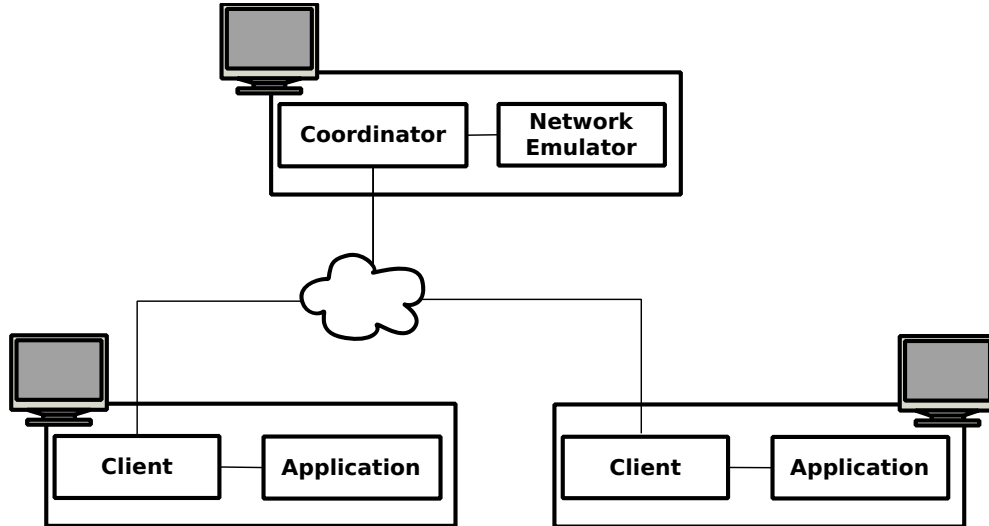 Coordinator
Network
Emulator
Client
Application
Client
Application